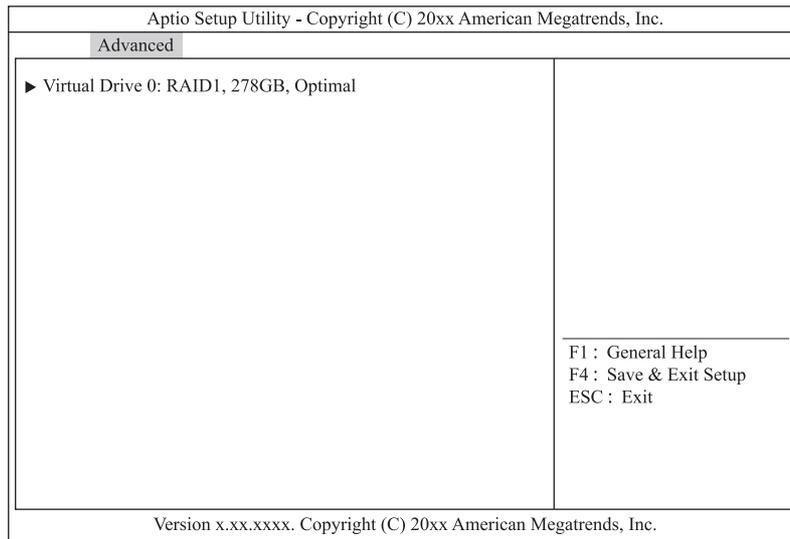 Aptio Setup Utility - Copyright (C) 20xx American Megatrends, Inc.
Advanced
▶ Virtual Drive 0: RAID1, 278GB, Optimal
F1 : General Help
F4 : Save & Exit Setup
ESC : Exit
Version x.xx.xxxx. Copyright (C) 20xx American Megatrends, Inc.